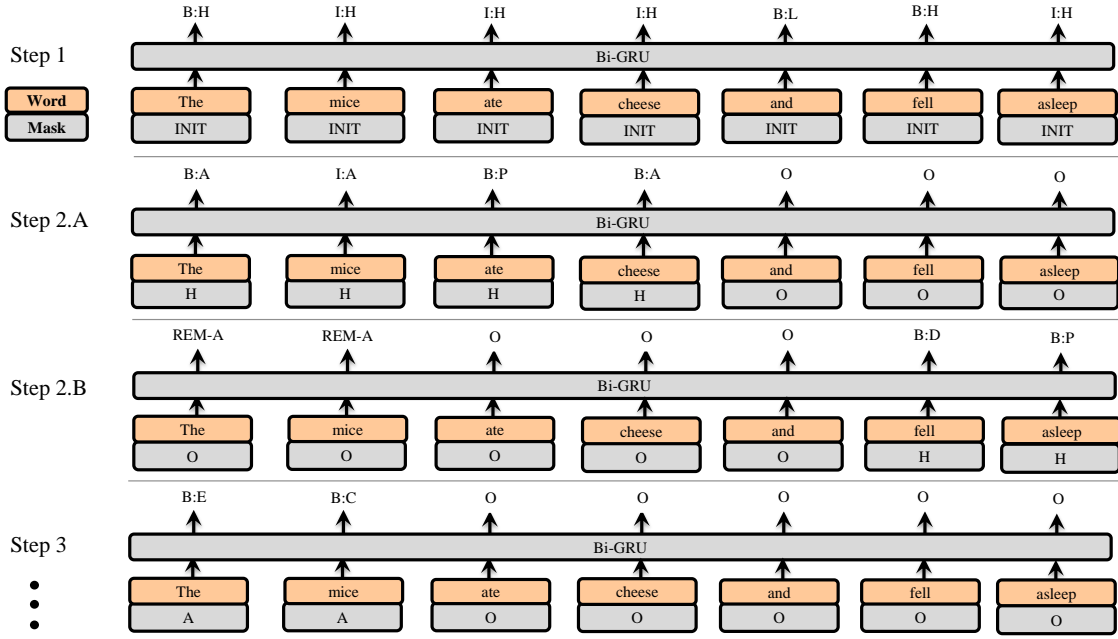 B:H I:H I:H I:H B:L B:H I:H
Step 1
Bi-GRU
Word The mice ate cheese and fell asleep
Mask INIT INIT INIT INIT INIT INIT INIT
B:A I:A B:P B:A O O O
Step 2.A
Bi-GRU
The mice ate cheese and fell asleep
H H H H O O O
REM-A REM-A O O O B:D B:P
Step 2.B
Bi-GRU
The mice ate cheese and fell asleep
O O O O O H H
B:E B:C O O O O O
Step 3
Bi-GRU
The mice ate cheese and fell asleep
A A O O O O O